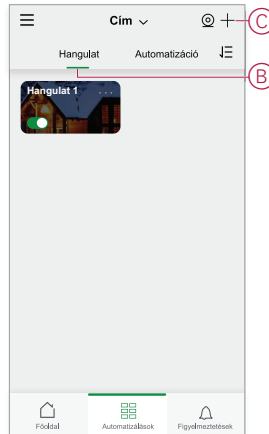 Cím
C
Hangulat Automatizáció
B
Hangulat 1 ...
Főoldal Automatizálások Figyelmeztetések